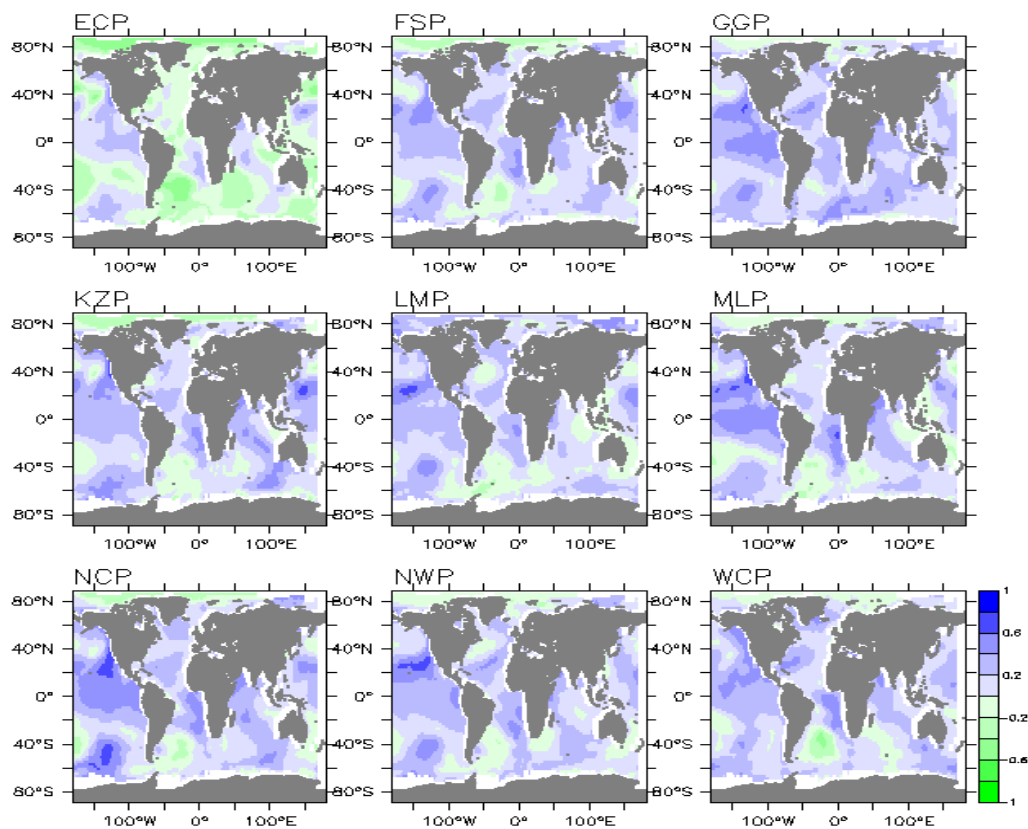 ECP FSP GGP
80°N 80°N 80°N
40°N 40°N 40°N
0° 0° 0°
40°S 40°S 40°S
80°S 80°S 80°S
100°W 0° 100°E 100°W 0° 100°E 100°W 0° 100°E
KZP LMP MLP
80°N 80°N 80°N
40°N 40°N 40°N
0° 0° 0°
40°S 40°S 40°S
80°S 80°S 80°S
100°W 0° 100°E 100°W 0° 100°E 100°W 0° 100°E
NCP NWP WCP
80°N 80°N 80°N 1
40°N 40°N 40°N 0.6
0° 0° 0° 0.2
-0.2
40°S 40°S 40°S -0.6
80°S 80°S 80°S -1
100°W 0° 100°E 100°W 0° 100°E 100°W 0° 100°E